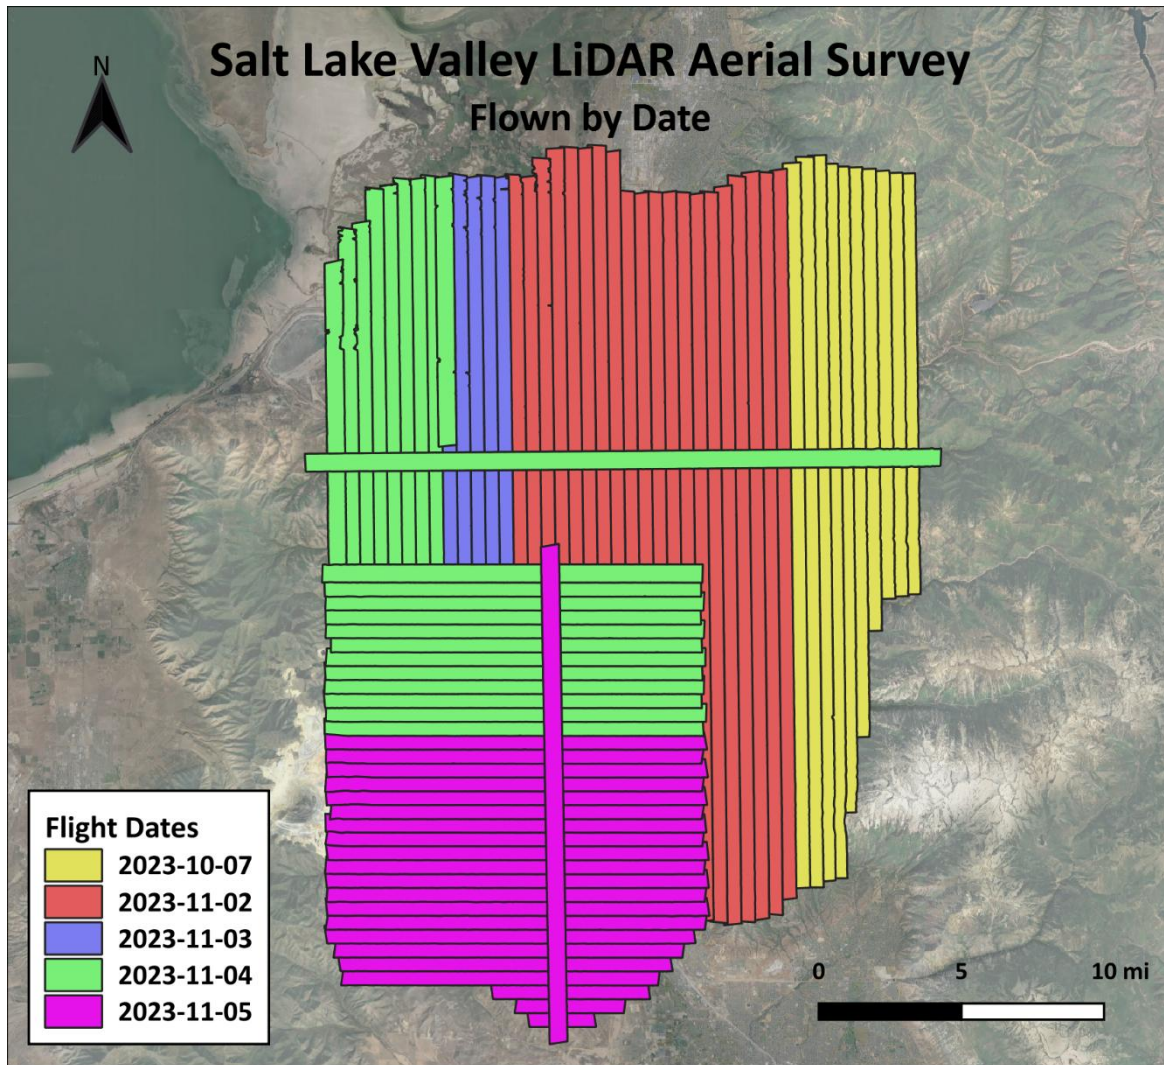 Salt Lake Valley LiDAR Aerial Survey
Flown by Date
N
Flight Dates
2023-10-07
2023-11-02
2023-11-03
2023-11-04
2023-11-05
0 5 10 mi